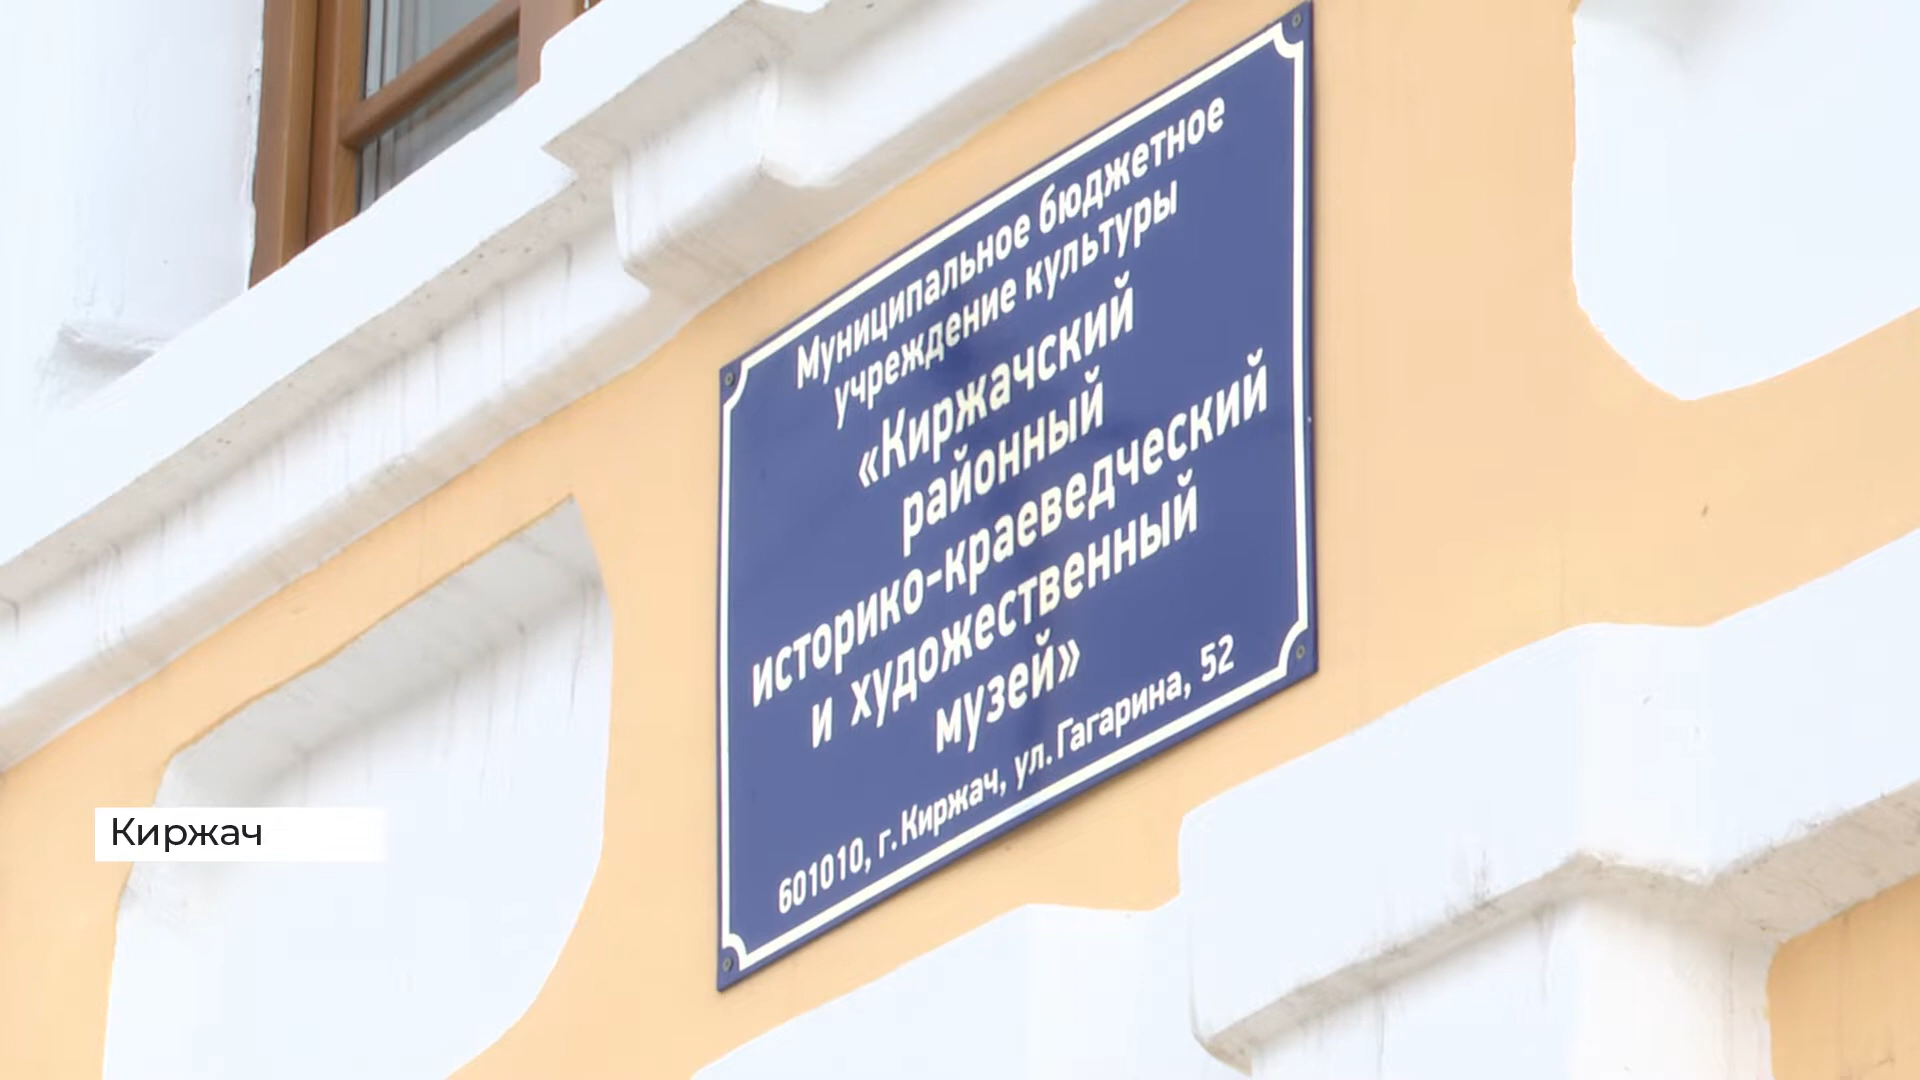 Муниципальное бюджетное
учреждение культуры
«Киржачский
районный
историко-краеведческий
и художественный
музей»
601010, г. Киржач, ул. Гагарина, 52
Киржач